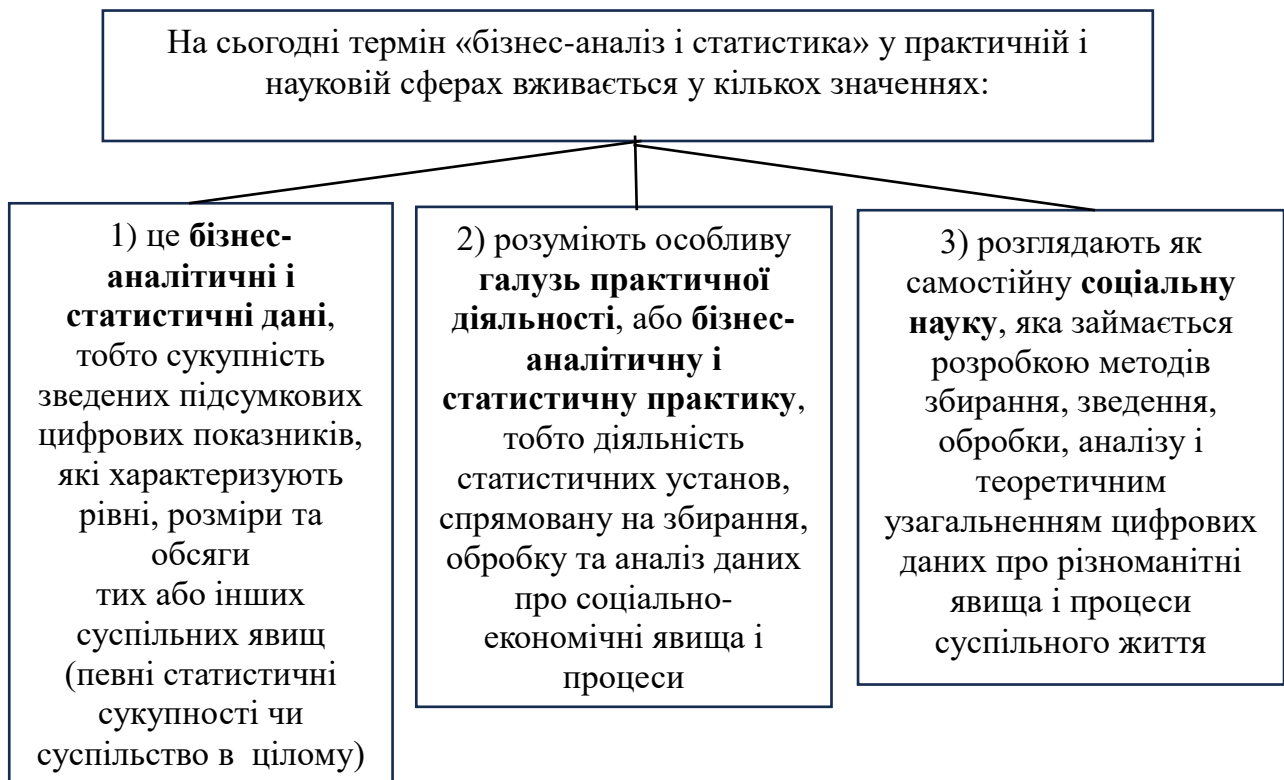 На сьогодні термін «бізнес-аналіз і статистика» у практичній і
науковій сферах вживається у кількох значеннях:
1) це бізнес-
аналітичні і
статистичні дані,
тобто сукупність
зведених підсумкових
цифрових показників,
які характеризують
рівні, розміри та
обсяги
тих або інших
суспільних явищ
(певні статистичні
сукупності чи
суспільство в цілому)
2) розуміють особливу
галузь практичної
діяльності, або бізнес-
аналітичну і
статистичну практику,
тобто діяльність
статистичних установ,
спрямовану на збирання,
обробку та аналіз даних
про соціально-
економічні явища і
процеси
3) розглядають як
самостійну соціальну
науку, яка займається
розробкою методів
збирання, зведення,
обробки, аналізу і
теоретичним
узагальненням цифрових
даних про різноманітні
явища і процеси
суспільного життя